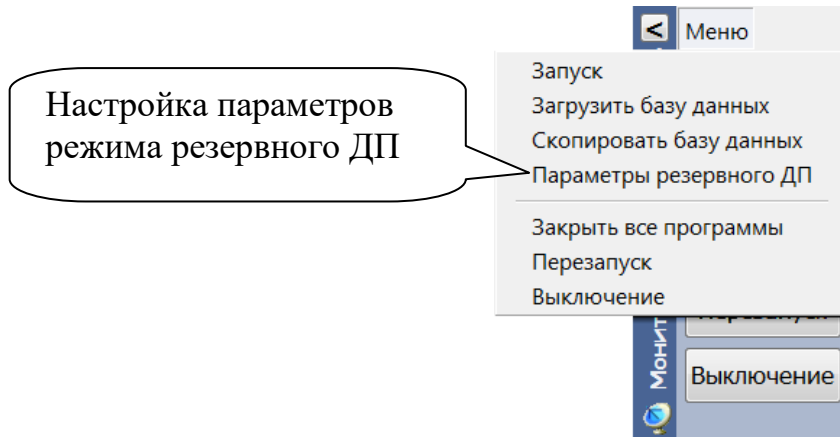 Меню
Настройка параметров
режима резервного ДП
Запуск
Загрузить базу данных
Скопировать базу данных
Параметры резервного ДП
Закрыть все программы
Перезапуск
Выключение
Выключение